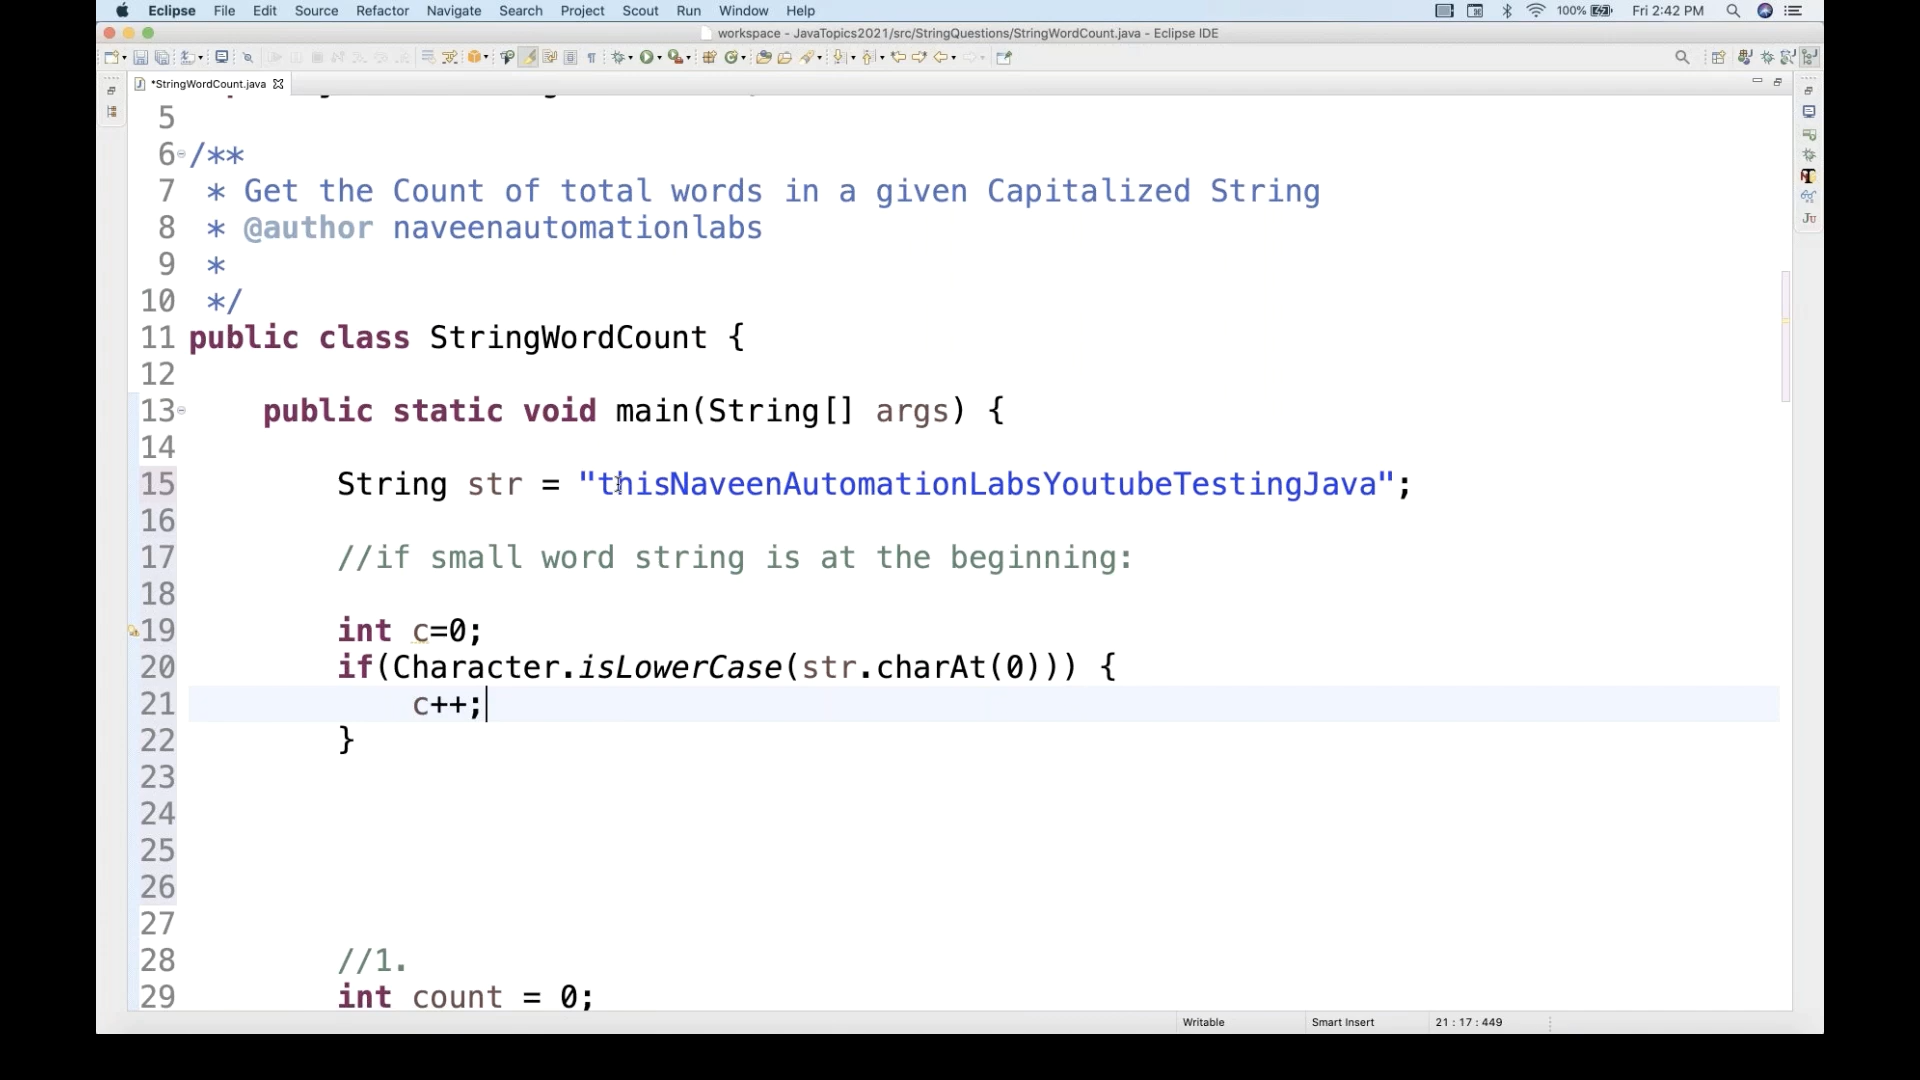 Eclipse File Edit Source Refactor Navigate Search Project Scout Run Window Help 100% Fri 2:42 PM
workspace - JavaTopics2021/src/StringQuestions/StringWordCount.java - Eclipse IDE
*StringWordCount.java
5
6 /**
7 * Get the Count of total words in a given Capitalized String
8 * @author naveenautomationlabs
9 *
10 */
11 public class StringWordCount {
12
13 public static void main(String[] args) {
14
15 String str = "thisNaveenAutomationLabsYoutubeTestingJava";
16
17 //if small word string is at the beginning:
18
19 int c=0;
20 if(Character.isLowerCase(str.charAt(0))) {
21 c++;
22 }
23
24
25
26
27
28 //1.
29 int count = 0;
Writable Smart Insert 21 : 17 : 449